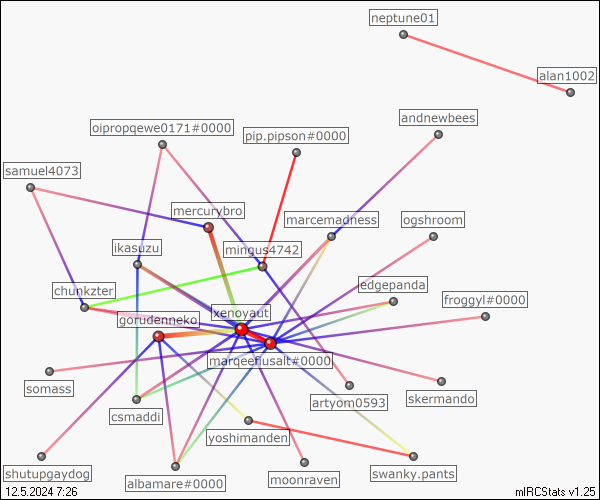 neptune01
alan1002
andnewbees
oipropqewe0171#0000
pip.pipson#0000
samuel4073
mercurybro
marcemadness
ogshroom
ikasuzu
mingus4742
chunkzter
edgepanda
froggyl#0000
gorudenneko
xenoyaut
marqeeriusalt#0000
somass
csmaddi
artyom0593
skermando
yoshimanden
shutupgaydog
albamare#0000
moonraven
swanky.pants
12.5.2024 7:26
mIRCStats v1.25